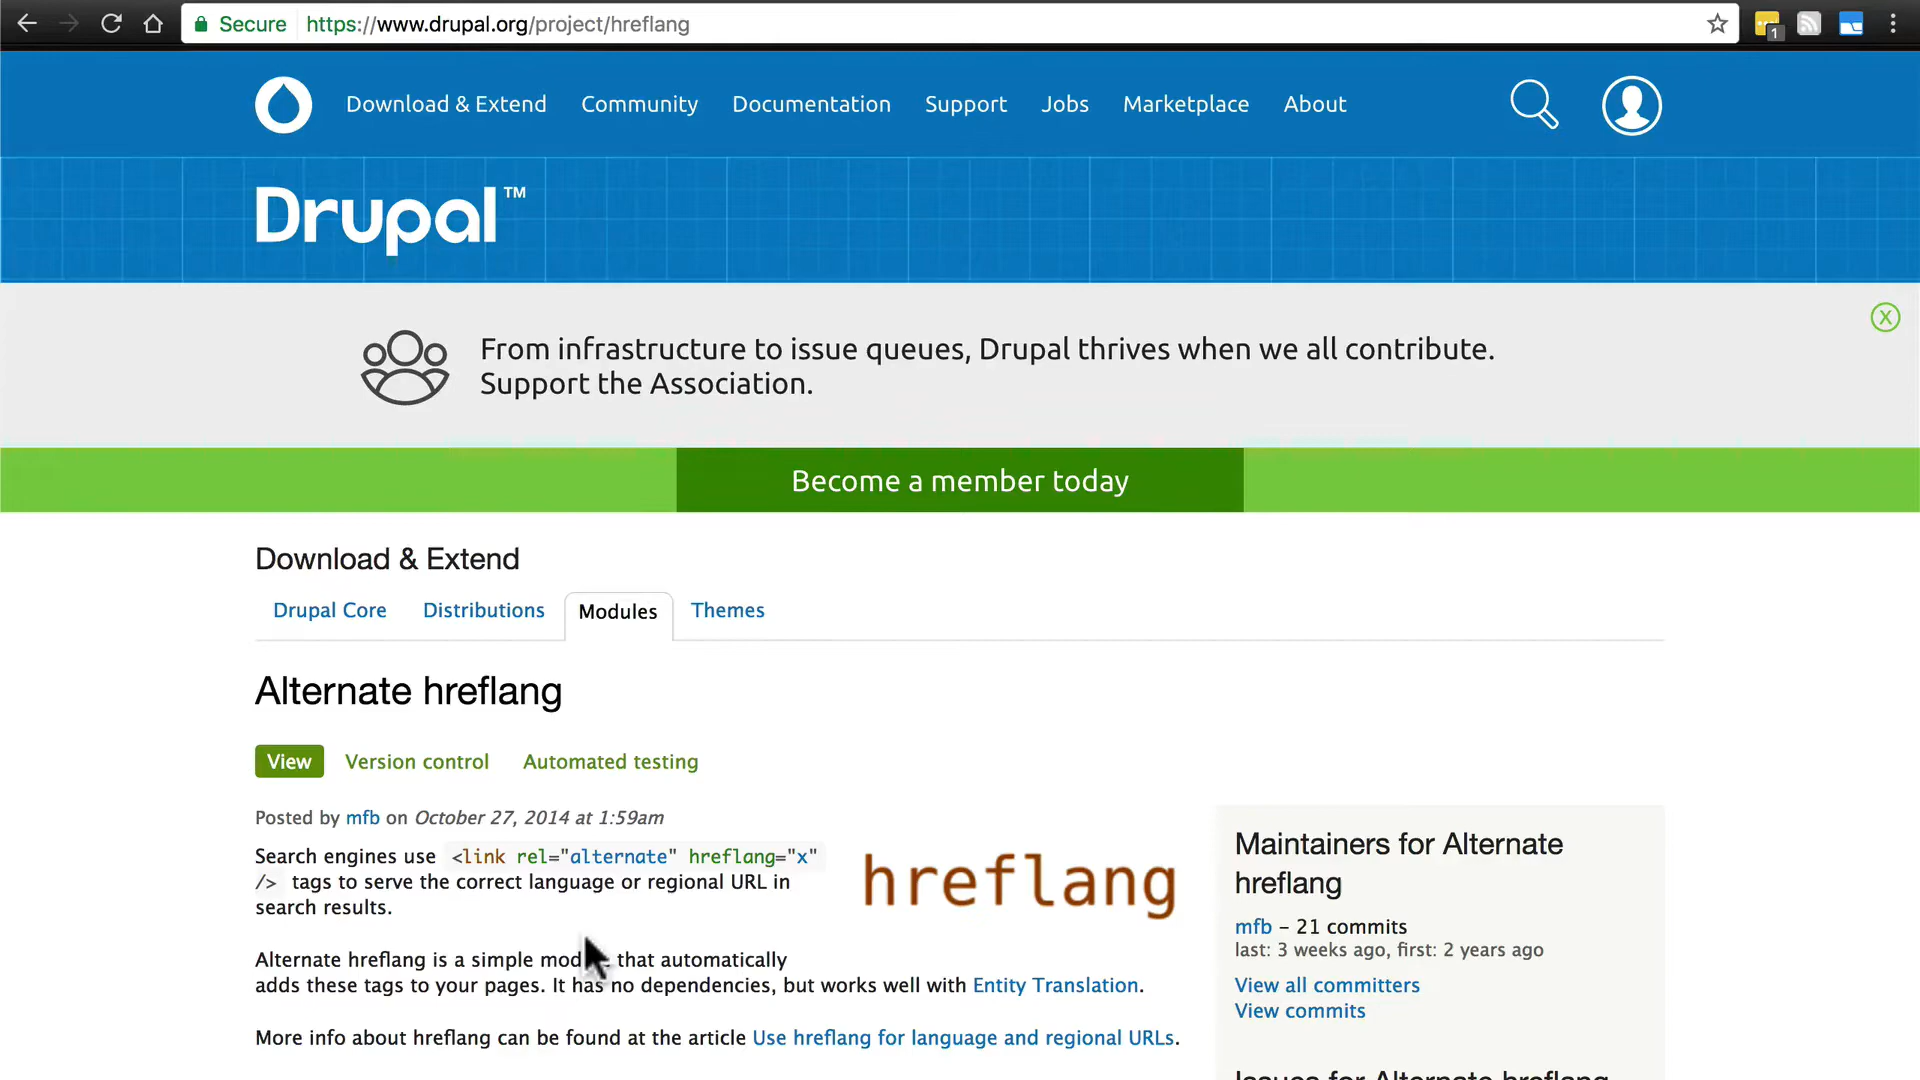 Secure https://www.drupal.org/project/hreflang
1
Download & Extend Community Documentation Support Jobs Marketplace About
Drupal™
From infrastructure to issue queues, Drupal thrives when we all contribute.
Support the Association.
X
Become a member today
Download & Extend
Drupal Core Distributions Modules Themes
Alternate hreflang
View Version control Automated testing
Posted by mfb on October 27, 2014 at 1:59am
Search engines use <link rel="alternate" hreflang="x"
/> tags to serve the correct language or regional URL in
search results.
hreflang
Alternate hreflang is a simple that automatically
adds these tags to your pages. It has no dependencies, but works well with Entity Translation.
More info about hreflang can be found at the article Use hreflang for language and regional URLs.
Maintainers for Alternate
hreflang
mfb – 21 commits
last: 3 weeks ago, first: 2 years ago
View all committers
View commits
Issues for Alternate hreflang